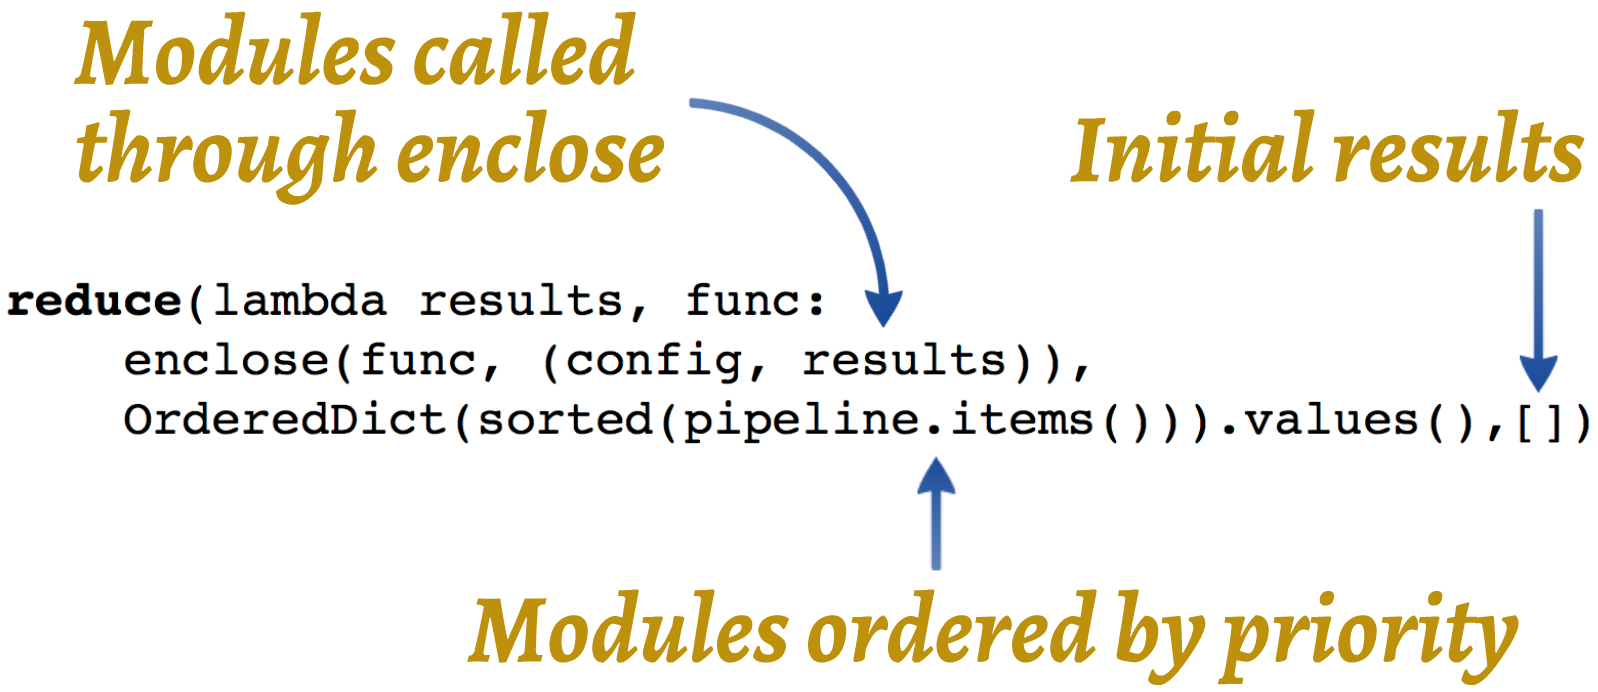 Modules called
through enclose
Initial results
reduce(lambda results, func:
enclose(func, (config, results)),
OrderedDict(sorted(pipeline.items())).values(),[])
Modules ordered by priority